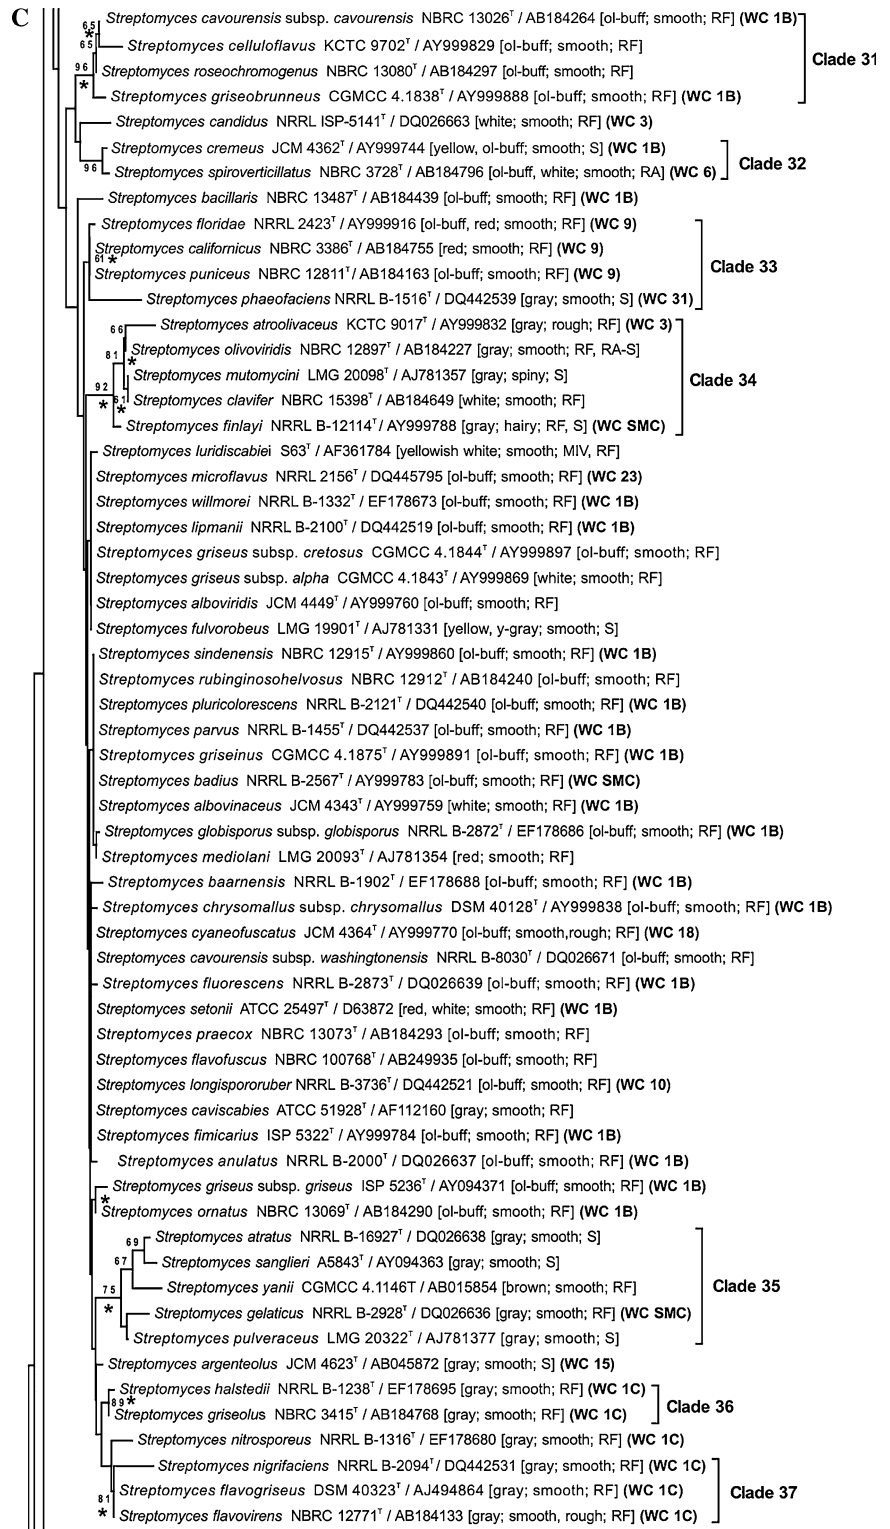 C
Streptomyces cavourensis subsp. cavourensis NBRC 13026ᵀ / AB184264 [ol-buff; smooth; RF] (WC 1B)
65
65
Streptomyces celluloflavus KCTC 9702ᵀ / AY999829 [ol-buff; smooth; RF]
Clade 31
96
Streptomyces roseochromogenus NBRC 13080ᵀ / AB184297 [ol-buff; smooth; RF]
*
Streptomyces griseobrunneus CGMCC 4.1838ᵀ / AY999888 [ol-buff; smooth; RF] (WC 1B)
Streptomyces candidus NRRL ISP-5141ᵀ / DQ026663 [white; smooth; RF] (WC 3)
Streptomyces cremeus JCM 4362ᵀ / AY999744 [yellow, ol-buff; smooth; S] (WC 1B)
Clade 32
96
Streptomyces spiroverticillatus NBRC 3728ᵀ / AB184796 [ol-buff, white; smooth; RA] (WC 6)
Streptomyces bacillaris NBRC 13487ᵀ / AB184439 [ol-buff; smooth; RF] (WC 1B)
Streptomyces floridae NRRL 2423ᵀ / AY999916 [ol-buff, red; smooth; RF] (WC 9)
Streptomyces californicus NBRC 3386ᵀ / AB184755 [red; smooth; RF] (WC 9)
61 *
Clade 33
Streptomyces puniceus NBRC 12811ᵀ/ AB184163 [ol-buff; smooth; RF] (WC 9)
Streptomyces phaeofaciens NRRL B-1516ᵀ / DQ442539 [gray; smooth; S] (WC 31)
66
Streptomyces atroolivaceus KCTC 9017ᵀ / AY999832 [gray; rough; RF] (WC 3)
81
Streptomyces olivoviridis NBRC 12897ᵀ / AB184227 [gray; smooth; RF, RA-S]
*
Streptomyces mutomycini LMG 20098ᵀ / AJ781357 [gray; spiny; S]
Clade 34
92
*
61
*
Streptomyces clavifer NBRC 15398ᵀ / AB184649 [white; smooth; RF]
Streptomyces finlayi NRRL B-12114ᵀ / AY999788 [gray; hairy; RF, S] (WC SMC)
Streptomyces luridiscabiei S63ᵀ / AF361784 [yellowish white; smooth; MIV, RF]
Streptomyces microflavus NRRL 2156ᵀ / DQ445795 [ol-buff; smooth; RF] (WC 23)
Streptomyces willmorei NRRL B-1332ᵀ / EF178673 [ol-buff; smooth; RF] (WC 1B)
Streptomyces lipmanii NRRL B-2100ᵀ / DQ442519 [ol-buff; smooth; RF] (WC 1B)
Streptomyces griseus subsp. cretosus CGMCC 4.1844ᵀ / AY999897 [ol-buff; smooth; RF]
Streptomyces griseus subsp. alpha CGMCC 4.1843ᵀ / AY999869 [white; smooth; RF]
Streptomyces alboviridis JCM 4449ᵀ / AY999760 [ol-buff; smooth; RF]
Streptomyces fulvorobeus LMG 19901ᵀ / AJ781331 [yellow, y-gray; smooth; S]
Streptomyces sindenensis NBRC 12915ᵀ / AY999860 [ol-buff; smooth; RF] (WC 1B)
Streptomyces rubinginosohelvosus NBRC 12912ᵀ / AB184240 [ol-buff; smooth; RF]
Streptomyces pluricolorescens NRRL B-2121ᵀ / DQ442540 [ol-buff; smooth; RF] (WC 1B)
Streptomyces parvus NRRL B-1455ᵀ / DQ442537 [ol-buff; smooth; RF] (WC 1B)
Streptomyces griseinus CGMCC 4.1875ᵀ / AY999891 [ol-buff; smooth; RF] (WC 1B)
Streptomyces badius NRRL B-2567ᵀ / AY999783 [ol-buff; smooth; RF] (WC SMC)
Streptomyces albovinaceus JCM 4343ᵀ / AY999759 [white; smooth; RF] (WC 1B)
Streptomyces globisporus subsp. globisporus NRRL B-2872ᵀ / EF178686 [ol-buff; smooth; RF] (WC 1B)
Streptomyces mediolani LMG 20093ᵀ / AJ781354 [red; smooth; RF]
Streptomyces baarnensis NRRL B-1902ᵀ / EF178688 [ol-buff; smooth; RF] (WC 1B)
Streptomyces chrysomallus subsp. chrysomallus DSM 40128ᵀ / AY999838 [ol-buff; smooth; RF] (WC 1B)
Streptomyces cyaneofuscatus JCM 4364ᵀ / AY999770 [ol-buff; smooth,rough; RF] (WC 18)
Streptomyces cavourensis subsp. washingtonensis NRRL B-8030ᵀ / DQ026671 [ol-buff; smooth; RF]
Streptomyces fluorescens NRRL B-2873ᵀ / DQ026639 [ol-buff; smooth; RF] (WC 1B)
Streptomyces setonii ATCC 25497ᵀ / D63872 [red, white; smooth; RF] (WC 1B)
Streptomyces praecox NBRC 13073ᵀ / AB184293 [ol-buff; smooth; RF]
Streptomyces flavofuscus NBRC 100768ᵀ / AB249935 [ol-buff; smooth; RF]
Streptomyces longispororuber NRRL B-3736ᵀ / DQ442521 [ol-buff; smooth; RF] (WC 10)
Streptomyces caviscabies ATCC 51928ᵀ / AF112160 [gray; smooth; RF]
Streptomyces fimicarius ISP 5322ᵀ / AY999784 [ol-buff; smooth; RF] (WC 1B)
Streptomyces anulatus NRRL B-2000ᵀ / DQ026637 [ol-buff; smooth; RF] (WC 1B)
Streptomyces griseus subsp. griseus ISP 5236ᵀ / AY094371 [ol-buff; smooth; RF] (WC 1B)
*
Streptomyces ornatus NBRC 13069ᵀ / AB184290 [ol-buff; smooth; RF] (WC 1B)
69
Streptomyces atratus NRRL B-16927ᵀ / DQ026638 [gray; smooth; S]
67
Streptomyces sanglieri A5843ᵀ / AY094363 [gray; smooth; S]
75
Streptomyces yanii CGMCC 4.1146T / AB015854 [brown; smooth; RF]
Clade 35
*
Streptomyces gelaticus NRRL B-2928ᵀ / DQ026636 [gray; smooth; RF] (WC SMC)
Streptomyces pulveraceus LMG 20322ᵀ / AJ781377 [gray; smooth; S]
Streptomyces argenteolus JCM 4623ᵀ / AB045872 [gray; smooth; S] (WC 15)
Streptomyces halstedii NRRL B-1238ᵀ / EF178695 [gray; smooth; RF] (WC 1C)
89 *
Clade 36
Streptomyces griseolus NBRC 3415ᵀ / AB184768 [gray; smooth; RF] (WC 1C)
Streptomyces nitrosporeus NRRL B-1316ᵀ / EF178680 [gray; smooth; RF] (WC 1C)
Streptomyces nigrifaciens NRRL B-2094ᵀ/ DQ442531 [gray; smooth; RF] (WC 1C)
Streptomyces flavogriseus DSM 40323ᵀ / AJ494864 [gray; smooth; RF] (WC 1C)
Clade 37
81
*
Streptomyces flavovirens NBRC 12771ᵀ / AB184133 [gray; smooth, rough; RF] (WC 1C)